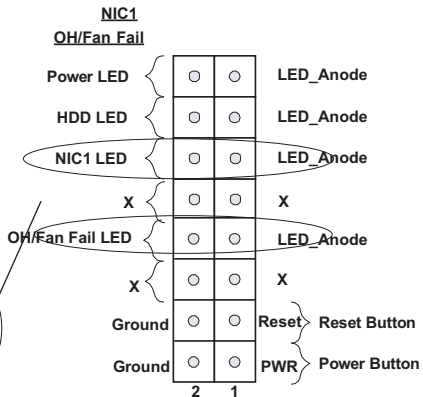 NIC1
OH/Fan Fail
Power LED LED_Anode
HDD LED LED_Anode
NIC1 LED LED_Anode
X X
OH/Fan Fail LED LED_Anode
X X
Ground Reset Reset Button
Ground PWR Power Button
2 1